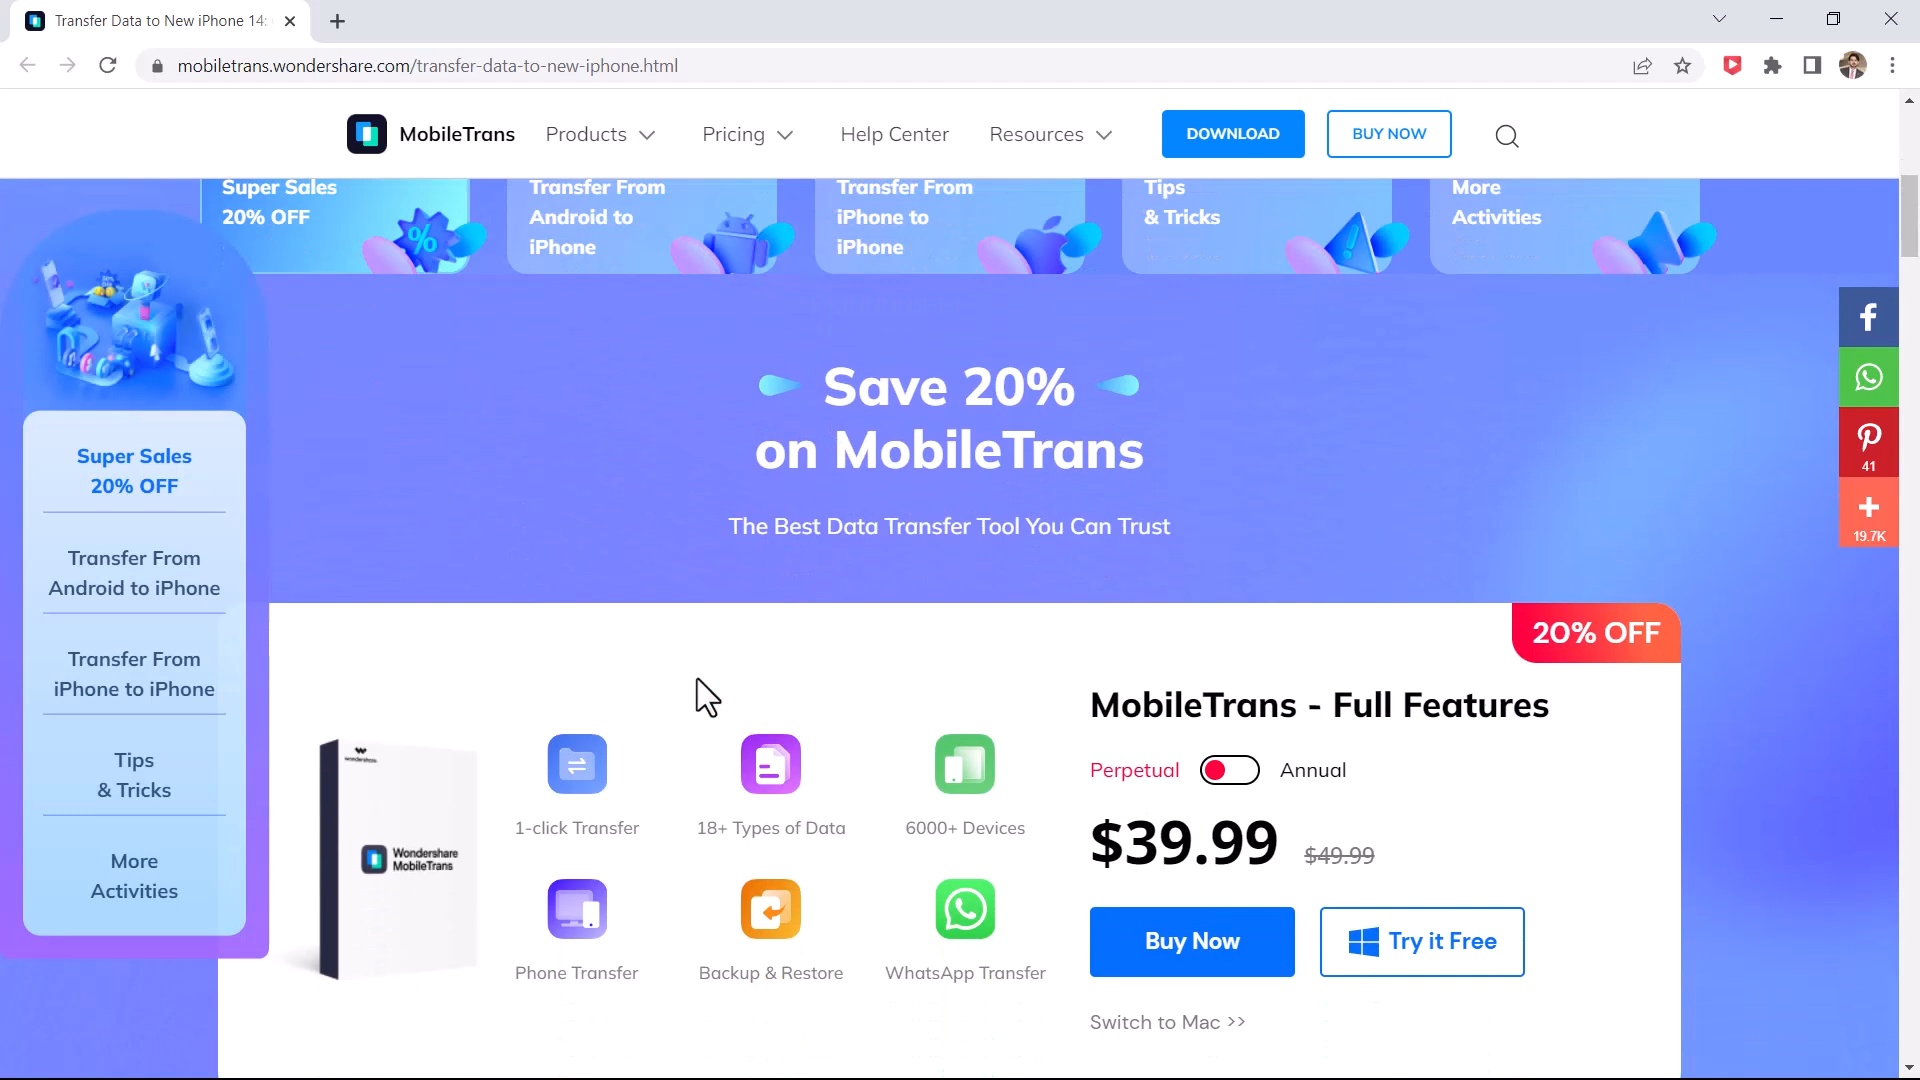 Transfer Data to New iPhone 14:
mobiletrans.wondershare.com/transfer-data-to-new-iphone.html
MobileTrans
Products
Pricing
Help Center
Resources
DOWNLOAD
BUY NOW
Super Sales
20% OFF
Transfer From
Android to
iPhone
Transfer From
iPhone to
iPhone
Tips
& Tricks
More
Activities
Save 20%
on MobileTrans
The Best Data Transfer Tool You Can Trust
Super Sales
20% OFF
Transfer From
Android to iPhone
Transfer From
iPhone to iPhone
Tips
& Tricks
More
Activities
41
19.7K
20% OFF
wondershare
Wondershare
MobileTrans
1-click Transfer
18+ Types of Data
6000+ Devices
Phone Transfer
Backup & Restore
WhatsApp Transfer
MobileTrans - Full Features
Perpetual
Annual
$39.99 $49.99
Buy Now
Try it Free
Switch to Mac >>